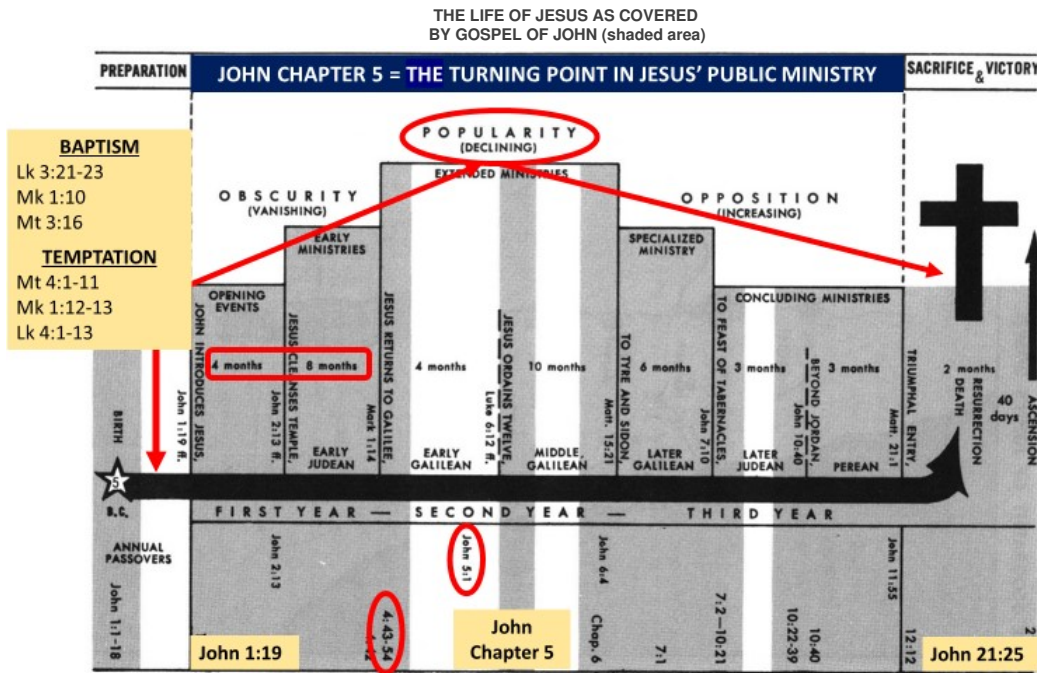 THE LIFE OF JESUS AS COVERED
BY GOSPEL OF JOHN (shaded area)
PREPARATION
JOHN CHAPTER 5 = THE TURNING POINT IN JESUS' PUBLIC MINISTRY
SACRIFICE & VICTORY
BAPTISM
Lk 3:21-23
Mk 1:10
Mt 3:16
TEMPTATION
Mt 4:1-11
Mk 1:12-13
Lk 4:1-13
POPULARITY
(DECLINING)
EXTENDED MINISTRIES
OBSCURITY
(VANISHING)
OPPOSITION
(INCREASING)
EARLY
MINISTRIES
SPECIALIZED
MINISTRY
OPENING
EVENTS
CONCLUDING MINISTRIES
JOHN INTRODUCES JESUS,
John 1:19 ff.
JESUS CLEANSES TEMPLE,
John 2:13 ff.
JESUS RETURNS TO GALILEE,
Mark 1:14
JESUS ORDAINS TWELVE,
Luke 6:12 ff.
TO TYRE AND SIDON,
Matt. 15:21
TO FEAST OF TABERNACLES,
John 7:10
BEYOND JORDAN,
John 10:40
TRIUMPHAL ENTRY,
Matt. 21:1
4 months
8 months
4 months
10 months
6 months
3 months
3 months
2 months
DEATH
RESURRECTION
40
days
ASCENSION
BIRTH
EARLY
JUDEAN
EARLY
GALILEAN
MIDDLE
GALILEAN
LATER
GALILEAN
LATER
JUDEAN
PEREAN
5
B.C.
FIRST YEAR — SECOND YEAR — THIRD YEAR
ANNUAL
PASSOVERS
John 2:13
John 5:1
John 6:4
John 11:55
John 1:1-18
John 1:19
4:43-54
John
Chapter 5
Chap. 6
7:1
7:2—10:21
10:22-39
10:40
12:12
John 21:25